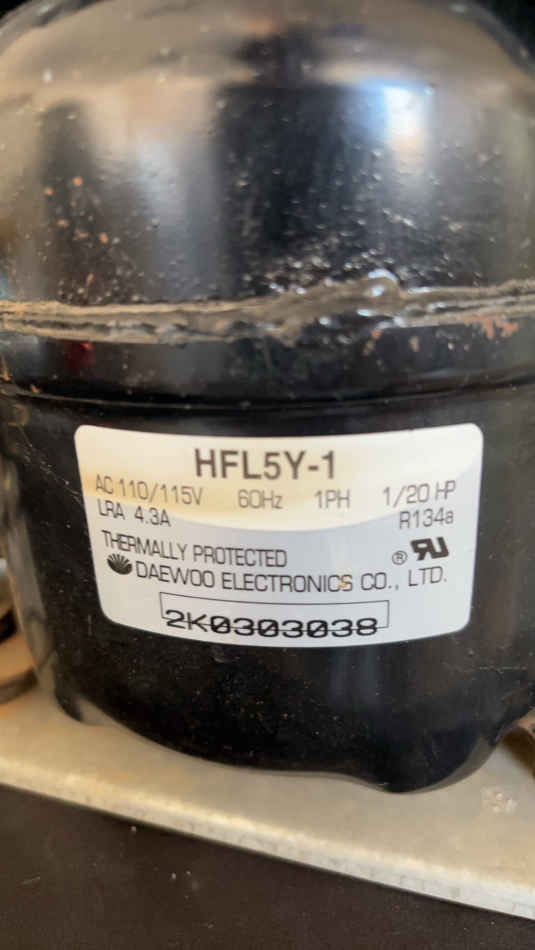 HFL5Y-1
AC 110/115V 60Hz 1PH 1/20 HP
LRA 4.3A R134a
THERMALLY PROTECTED ® RU
DAEWOO ELECTRONICS CO., LTD.
2K0303038